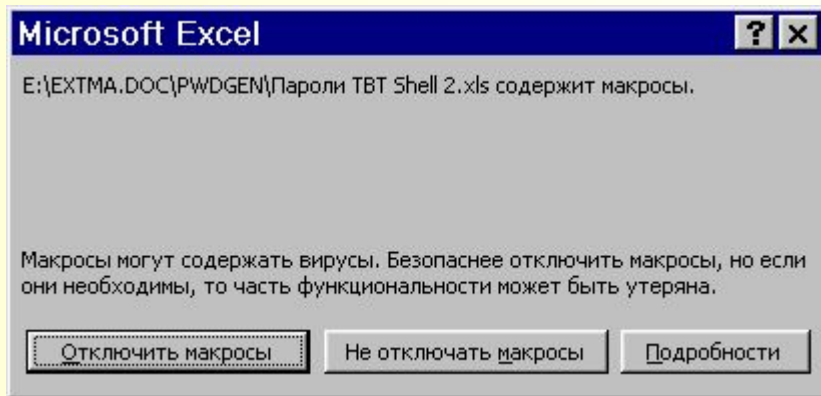 Microsoft Excel
E:\EXTMA.DOC\PWDGEN\Пароли TBT Shell 2.xls содержит макросы.
Макросы могут содержать вирусы. Безопаснее отключить макросы, но если
они необходимы, то часть функциональности может быть утеряна.
Отключить макросы Не отключать макросы Подробности